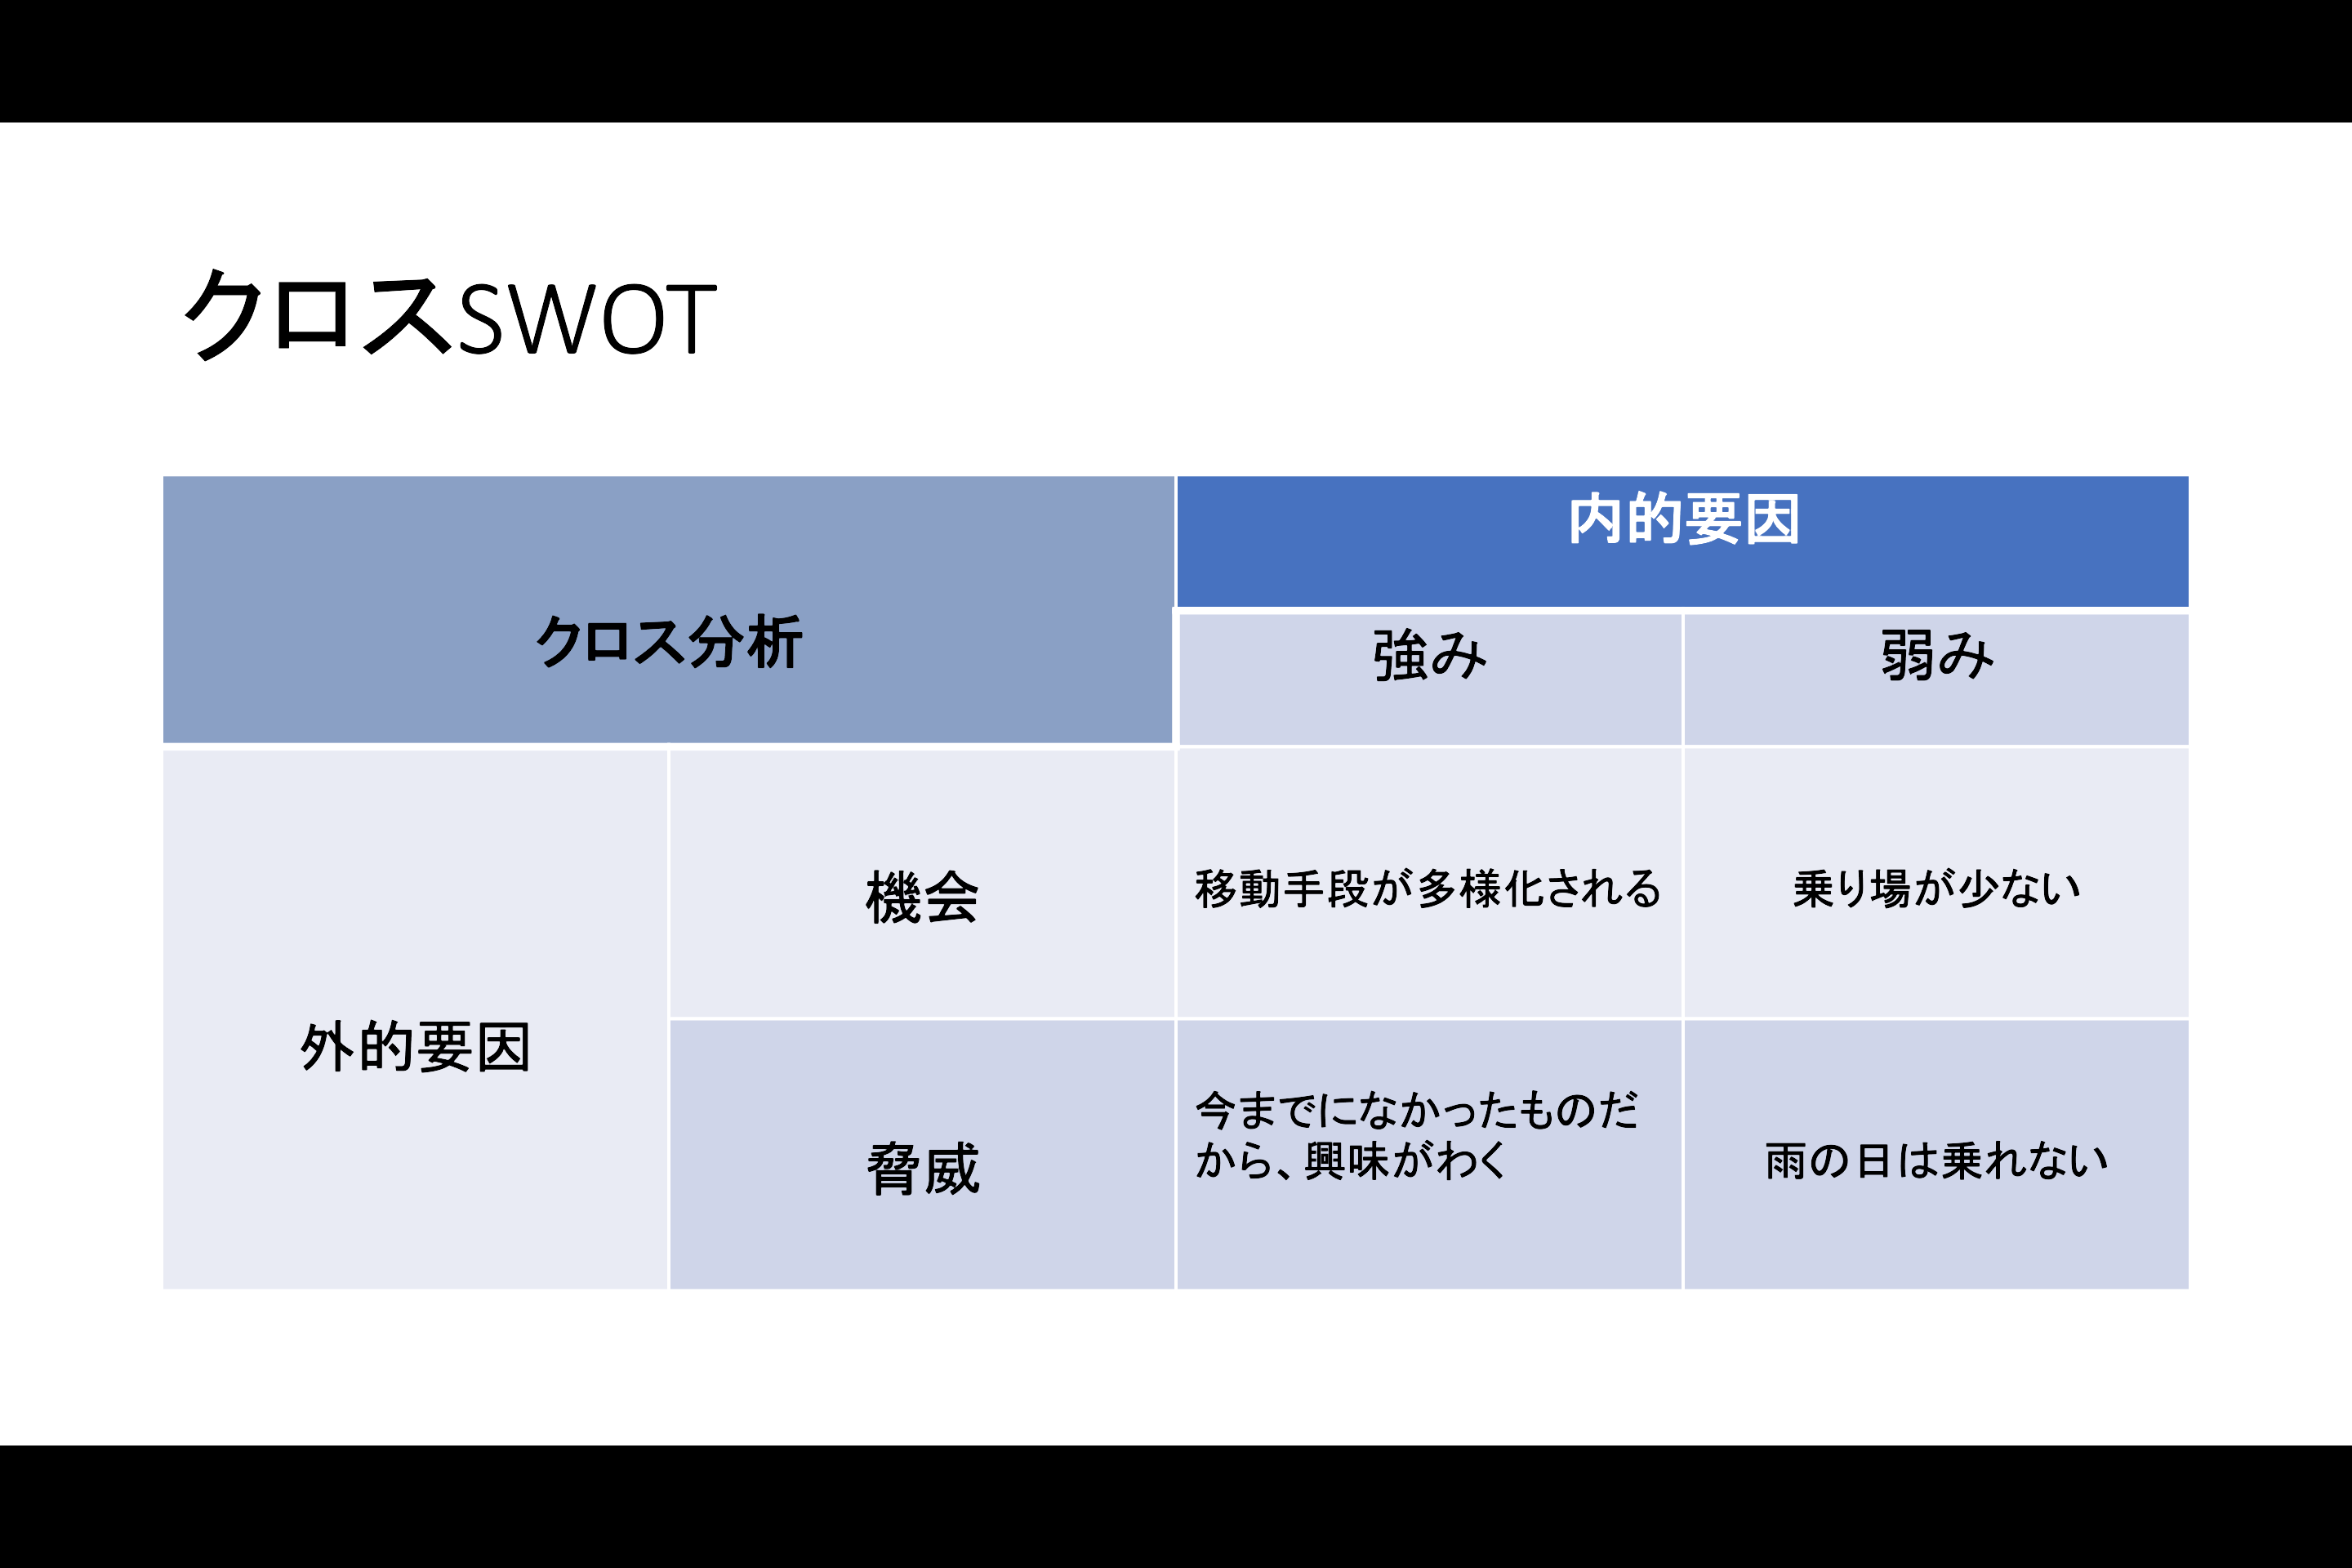 クロスSWOT
クロス分析
内的要因
強み
弱み
外的要因
機会
移動手段が多様化される
乗り場が少ない
脅威
今までになかったものだ
から、興味がわく
雨の日は乗れない